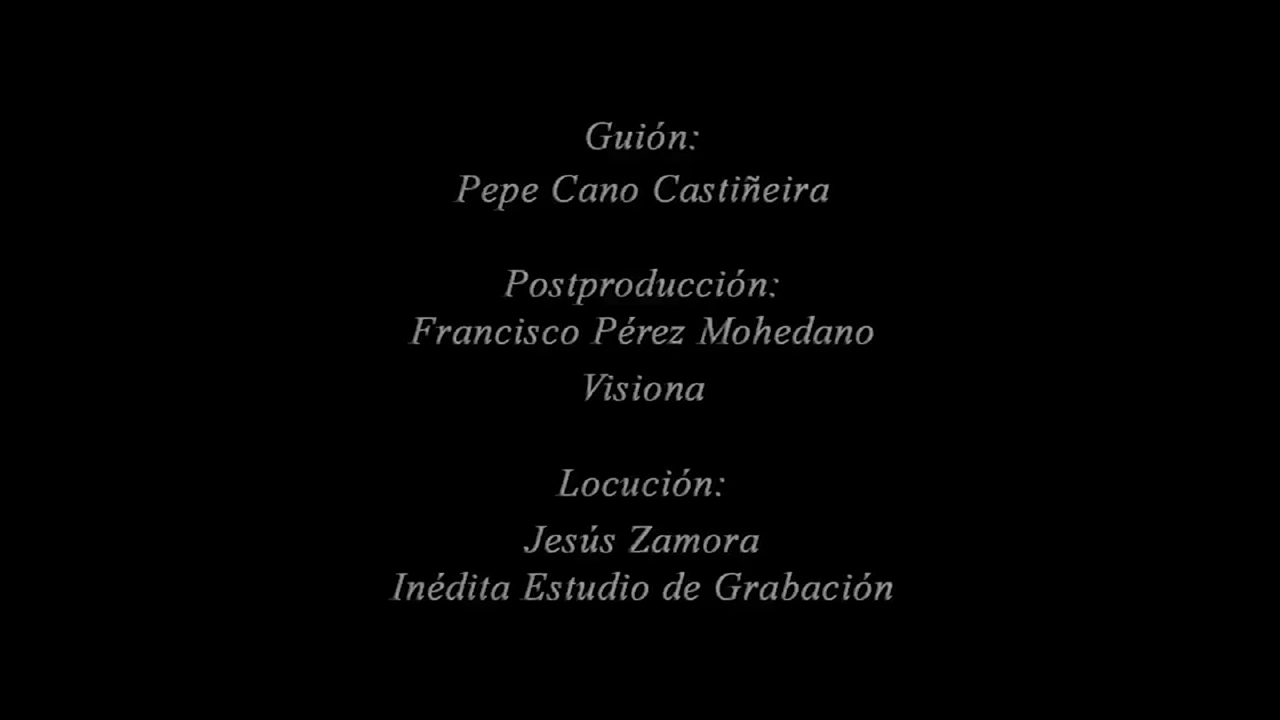 Guión:
Pepe Cano Castiñeira
Postproducción:
Francisco Pérez Mohedano
Visiona
Locución:
Jesús Zamora
Inédita Estudio de Grabación